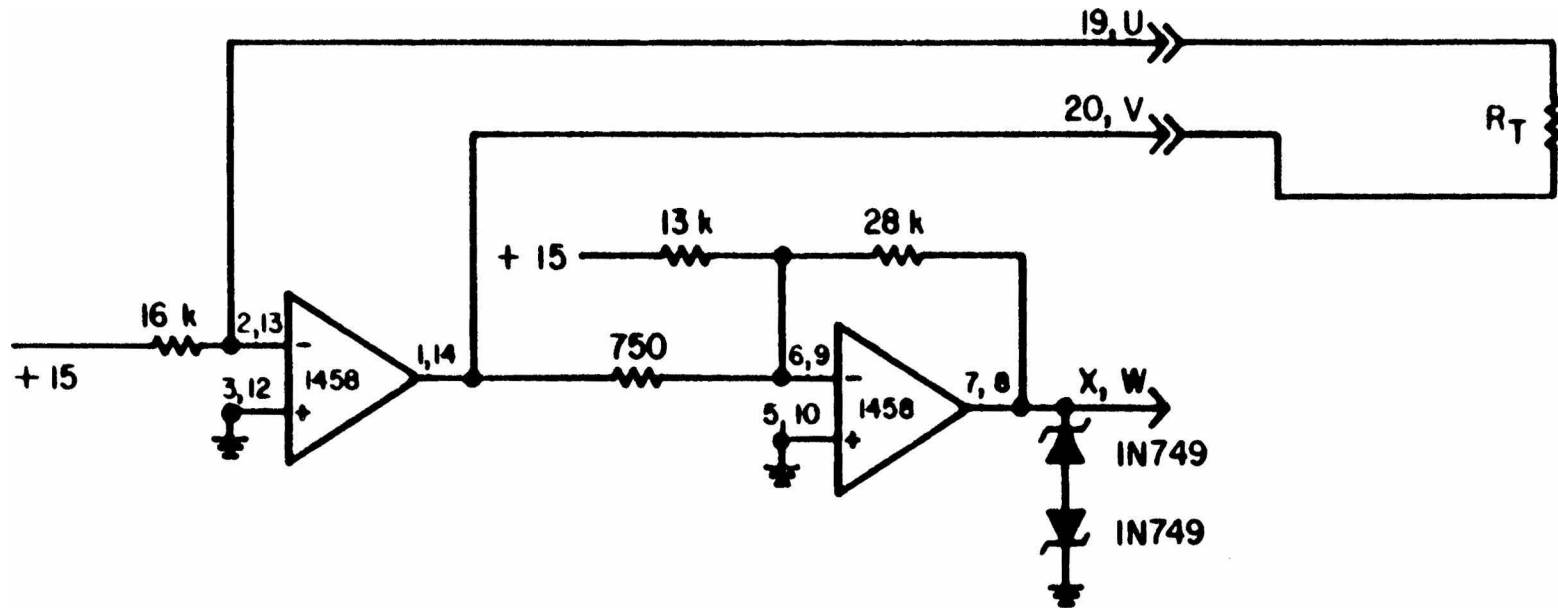 19, U
20, V
R_T
13 k
28 k
+ 15
16 k
2,13
+ 15
-
1458
1,14
3,12
+
750
6,9
-
1458
7, 8
X, W
5, 10
+
IN749
IN749